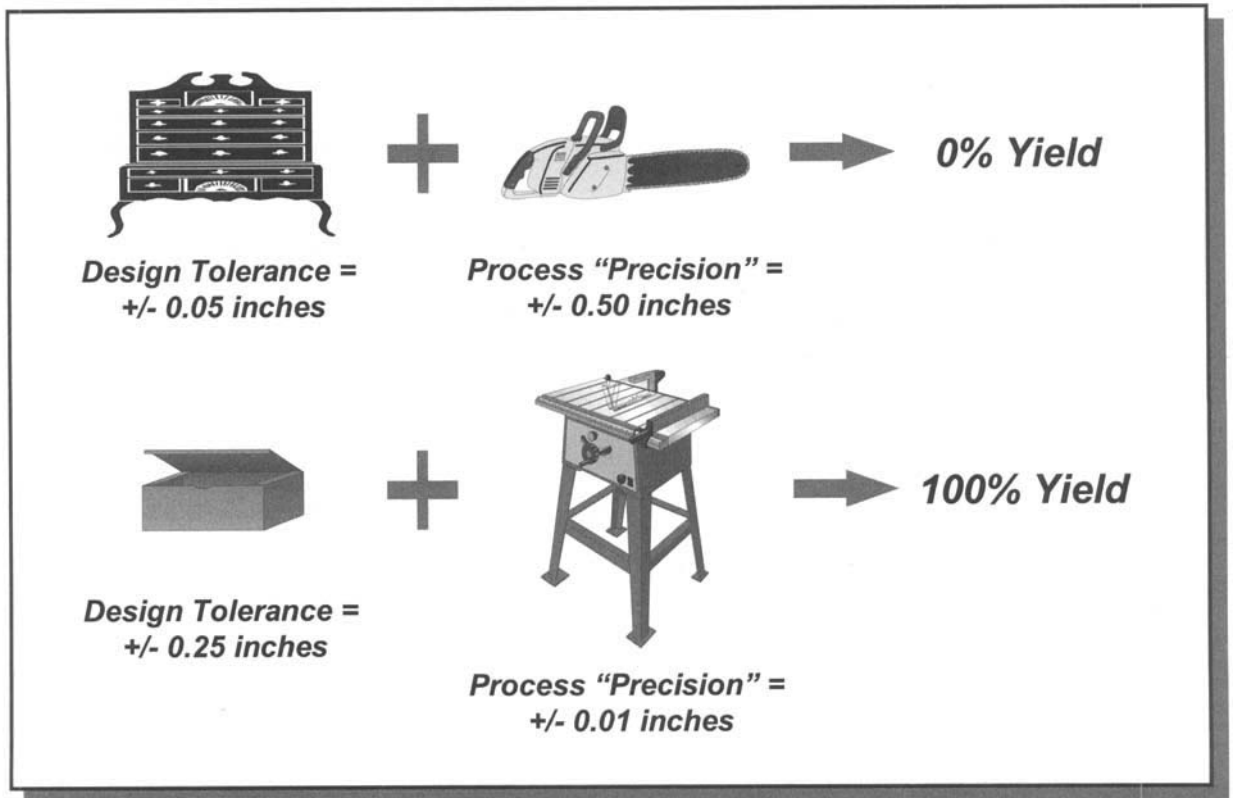 0% Yield
Design Tolerance =
+/- 0.05 inches
Process “Precision” =
+/- 0.50 inches
100% Yield
Design Tolerance =
+/- 0.25 inches
Process “Precision” =
+/- 0.01 inches